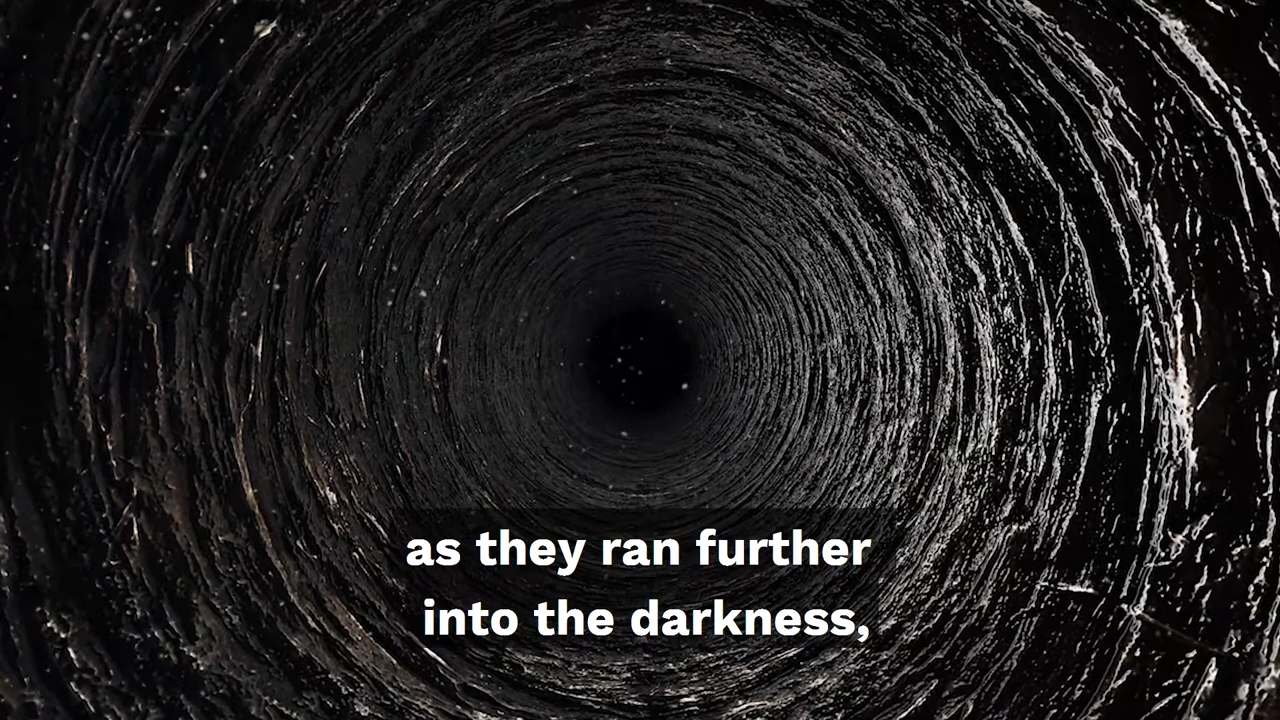 as they ran further
into the darkness,